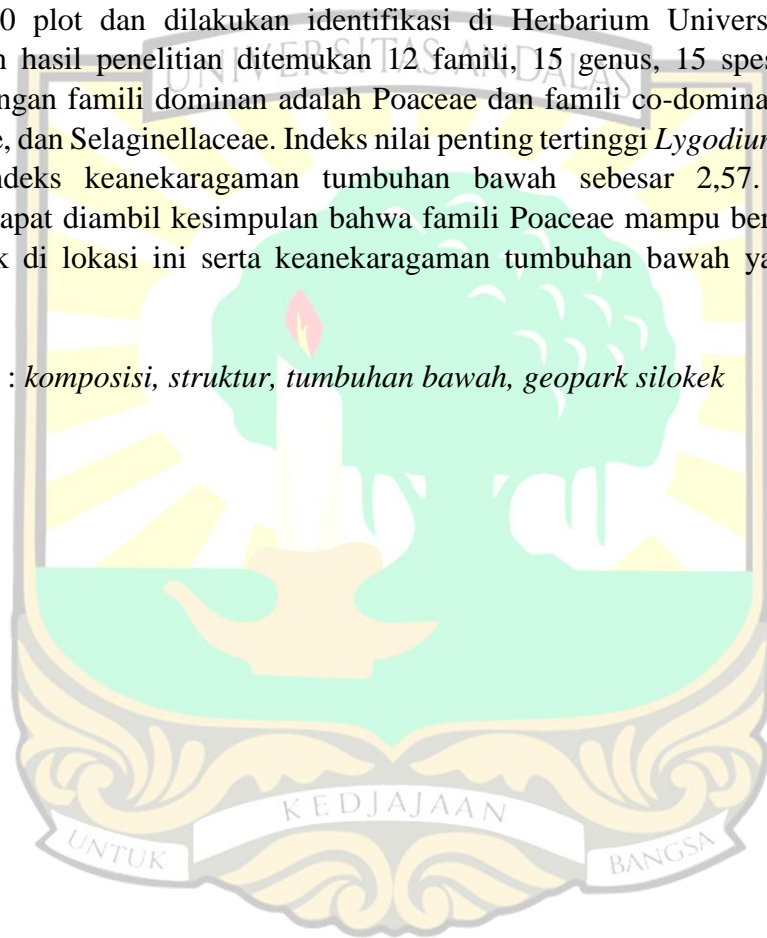 0 plot dan dilakukan identifikasi di Herbarium Univers
n hasil penelitian ditemukan 12 famili, 15 genus, 15 spes
ngan famili dominan adalah Poaceae dan famili co-domina
e, dan Selaginellaceae. Indeks nilai penting tertinggi Lygodiur
ndeks keanekaragaman tumbuhan bawah sebesar 2,57.
apat diambil kesimpulan bahwa famili Poaceae mampu ber
k di lokasi ini serta keanekaragaman tumbuhan bawah ya
: komposisi, struktur, tumbuhan bawah, geopark silokek
UNIVERSITAS ANDALAS
KEDJAJAAN
UNTUK
BANGSA